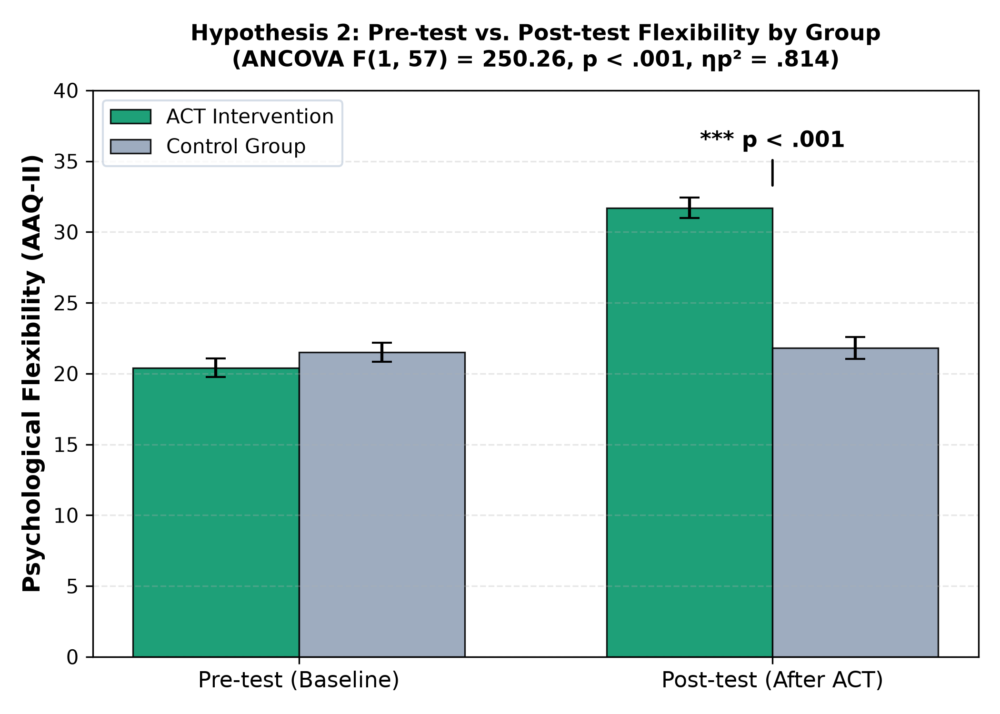 Hypothesis 2: Pre-test vs. Post-test Flexibility by Group
(ANCOVA F(1, 57) = 250.26, p < .001, ηp² = .814)
Psychological Flexibility (AAQ-II)
40
35
30
25
20
15
10
5
0
ACT Intervention
Control Group
*** p < .001
Pre-test (Baseline)
Post-test (After ACT)